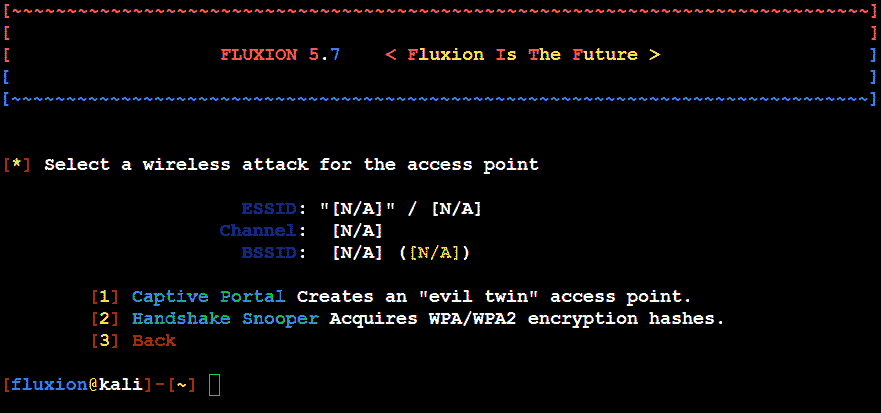 [~~~~~~~~~~~~~~~~~~~~~~~~~~~~~~~~~~~~~~~~~~~~~~~~~~~~~~~~~~~~~~~~~~~~~~~~~~~~~~]
[ ]
[ FLUXION 5.7 < Fluxion Is The Future > ]
[ ]
[~~~~~~~~~~~~~~~~~~~~~~~~~~~~~~~~~~~~~~~~~~~~~~~~~~~~~~~~~~~~~~~~~~~~~~~~~~~~~~]
[*] Select a wireless attack for the access point
ESSID: "[N/A]" / [N/A]
Channel: [N/A]
BSSID: [N/A] ([N/A])
[1] Captive Portal Creates an "evil twin" access point.
[2] Handshake Snooper Acquires WPA/WPA2 encryption hashes.
[3] Back
[fluxion@kali]-[~]